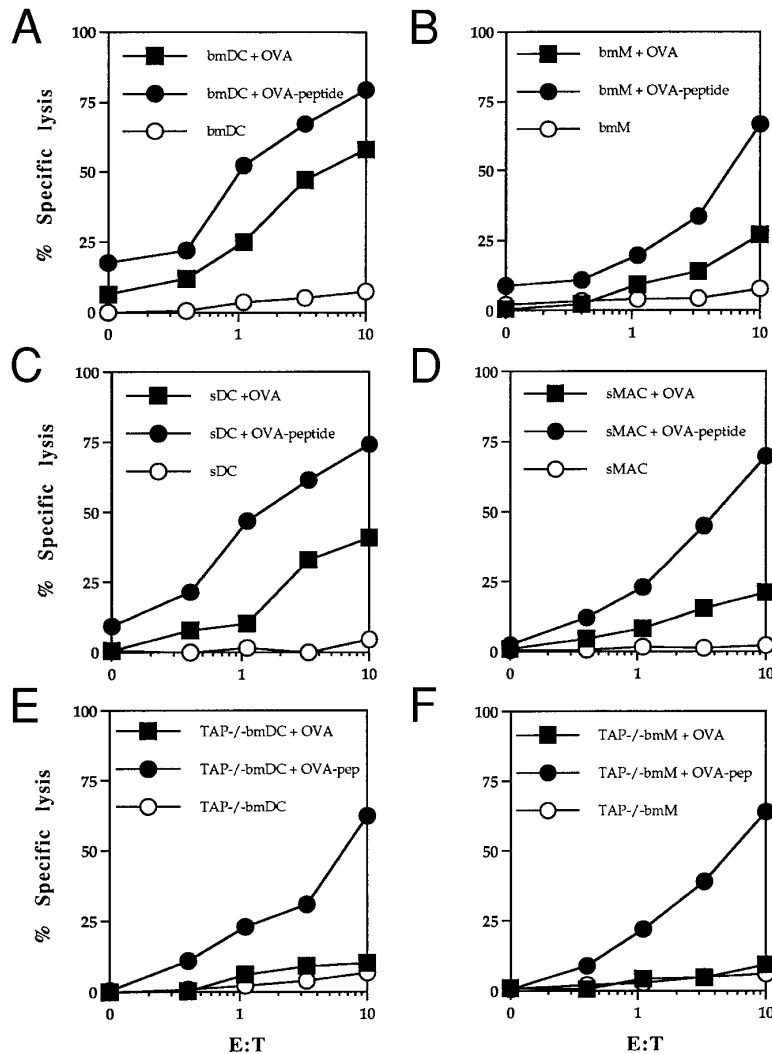 A
100
75
50
25
0
% Specific lysis
bmDC + OVA
bmDC + OVA-peptide
bmDC
0
1
10
B
100
75
50
25
0
bmM + OVA
bmM + OVA-peptide
bmM
0
1
10
C
100
75
50
25
0
% Specific lysis
sDC +OVA
sDC + OVA-peptide
sDC
0
1
10
D
100
75
50
25
0
sMAC + OVA
sMAC + OVA-peptide
sMAC
0
1
10
E
100
75
50
25
0
% Specific lysis
TAP-/-bmDC + OVA
TAP-/-bmDC + OVA-pep
TAP-/-bmDC
0
1
10
E:T
F
100
75
50
25
0
TAP-/-bmM + OVA
TAP-/-bmM + OVA-pep
TAP-/-bmM
0
1
10
E:T